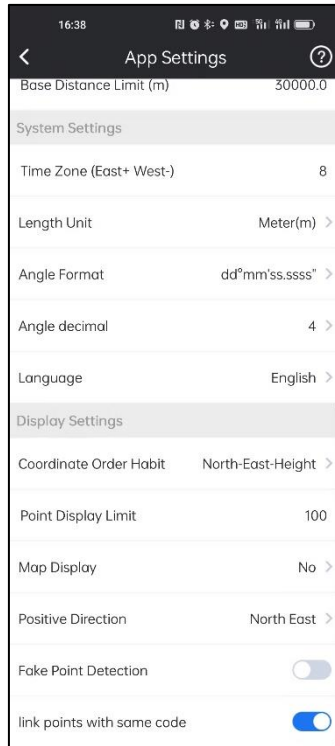 16:38
App Settings
Base Distance Limit (m) 30000.0
System Settings
Time Zone (East+ West-) 8
Length Unit Meter(m)
Angle Format dd°mm'ss.ssss"
Angle decimal 4
Language English
Display Settings
Coordinate Order Habit North-East-Height
Point Display Limit 100
Map Display No
Positive Direction North East
Fake Point Detection
link points with same code